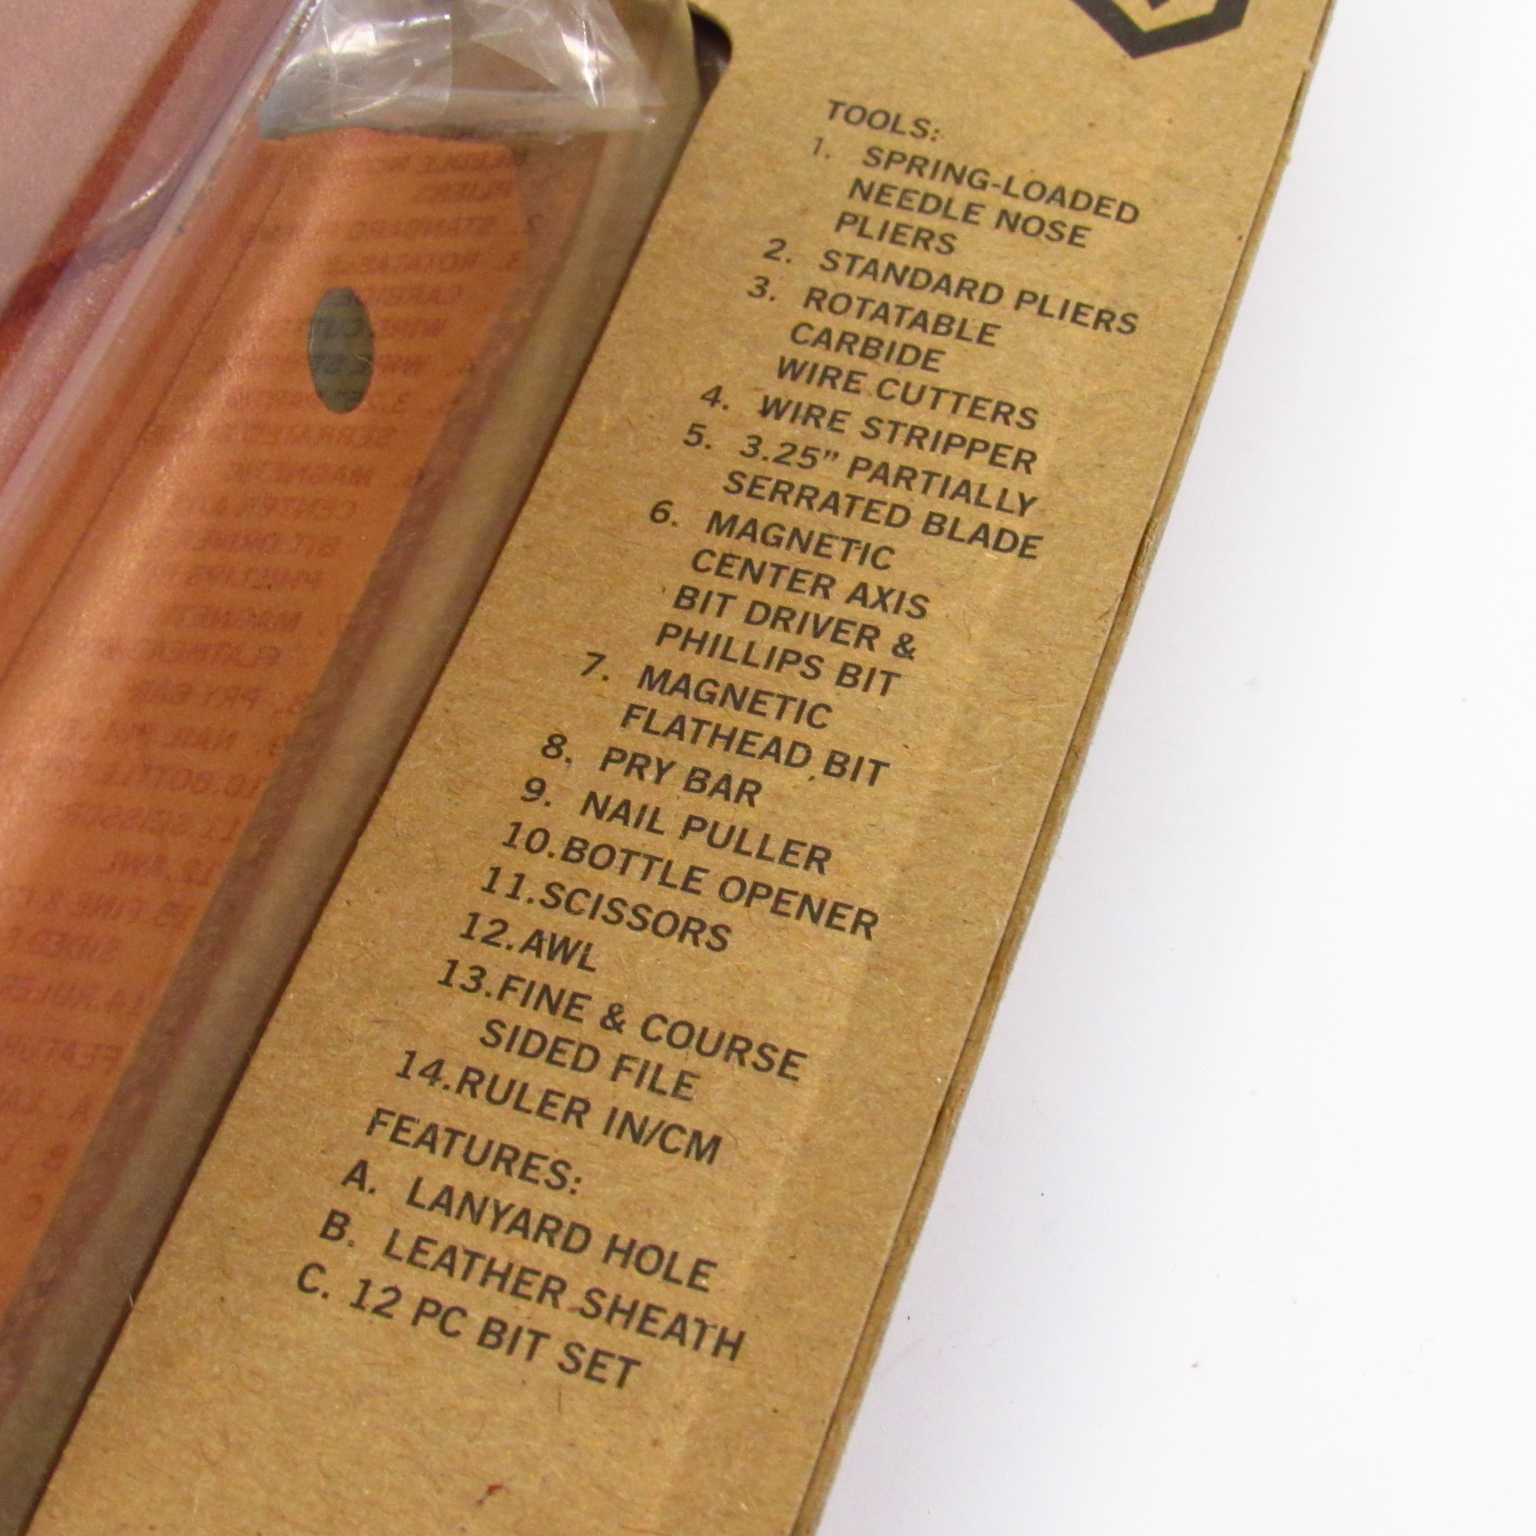 TOOLS:
1. SPRING-LOADED
NEEDLE NOSE
PLIERS
2. STANDARD PLIERS
3. ROTATABLE
CARBIDE
WIRE CUTTERS
4. WIRE STRIPPER
5. 3.25" PARTIALLY
SERRATED BLADE
6. MAGNETIC
CENTER AXIS
BIT DRIVER &
PHILLIPS BIT
7. MAGNETIC
FLATHEAD BIT
8. PRY BAR
9. NAIL PULLER
10.BOTTLE OPENER
11.SCISSORS
12.AWL
13.FINE & COURSE
SIDED FILE
14.RULER IN/CM
FEATURES:
A. LANYARD HOLE
B. LEATHER SHEATH
C. 12 PC BIT SET